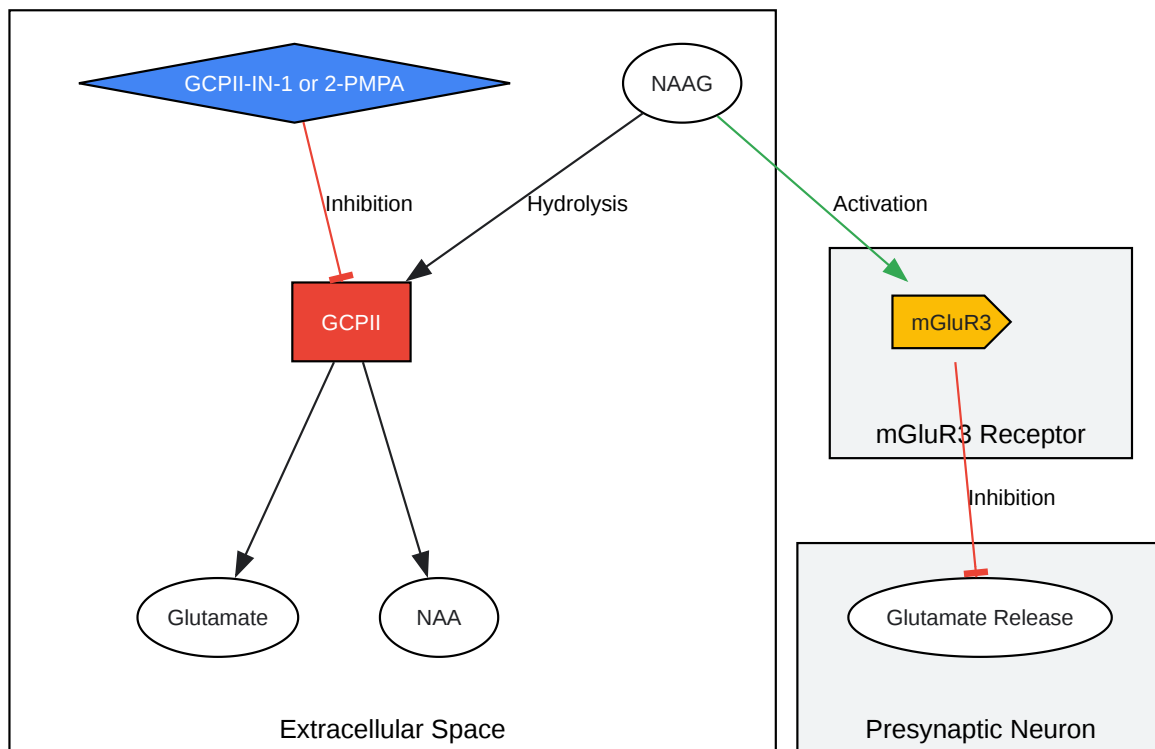 GCPII-IN-1 or 2-PMPA
NAAG
Inhibition
Hydrolysis
Activation
GCPII
mGluR3
mGluR3 Receptor
Inhibition
Glutamate
NAA
Glutamate Release
Extracellular Space
Presynaptic Neuron